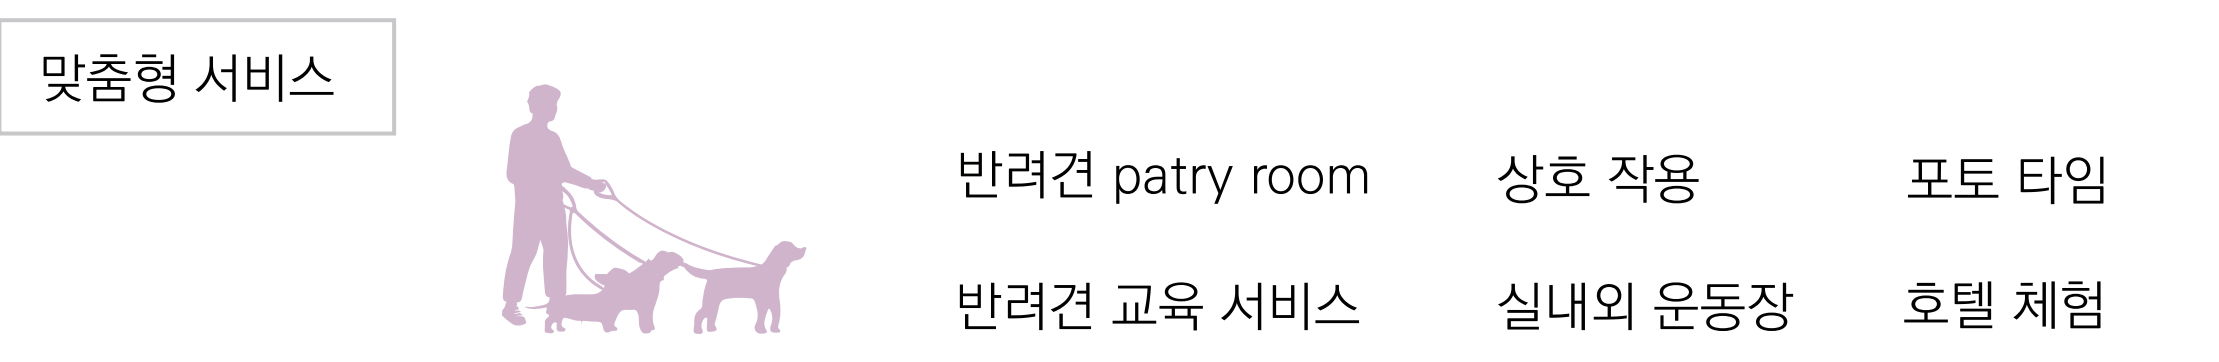 맞춤형 서비스
반려견 patry room 상호 작용 포토 타임
반려견 교육 서비스 실내외 운동장 호텔 체험